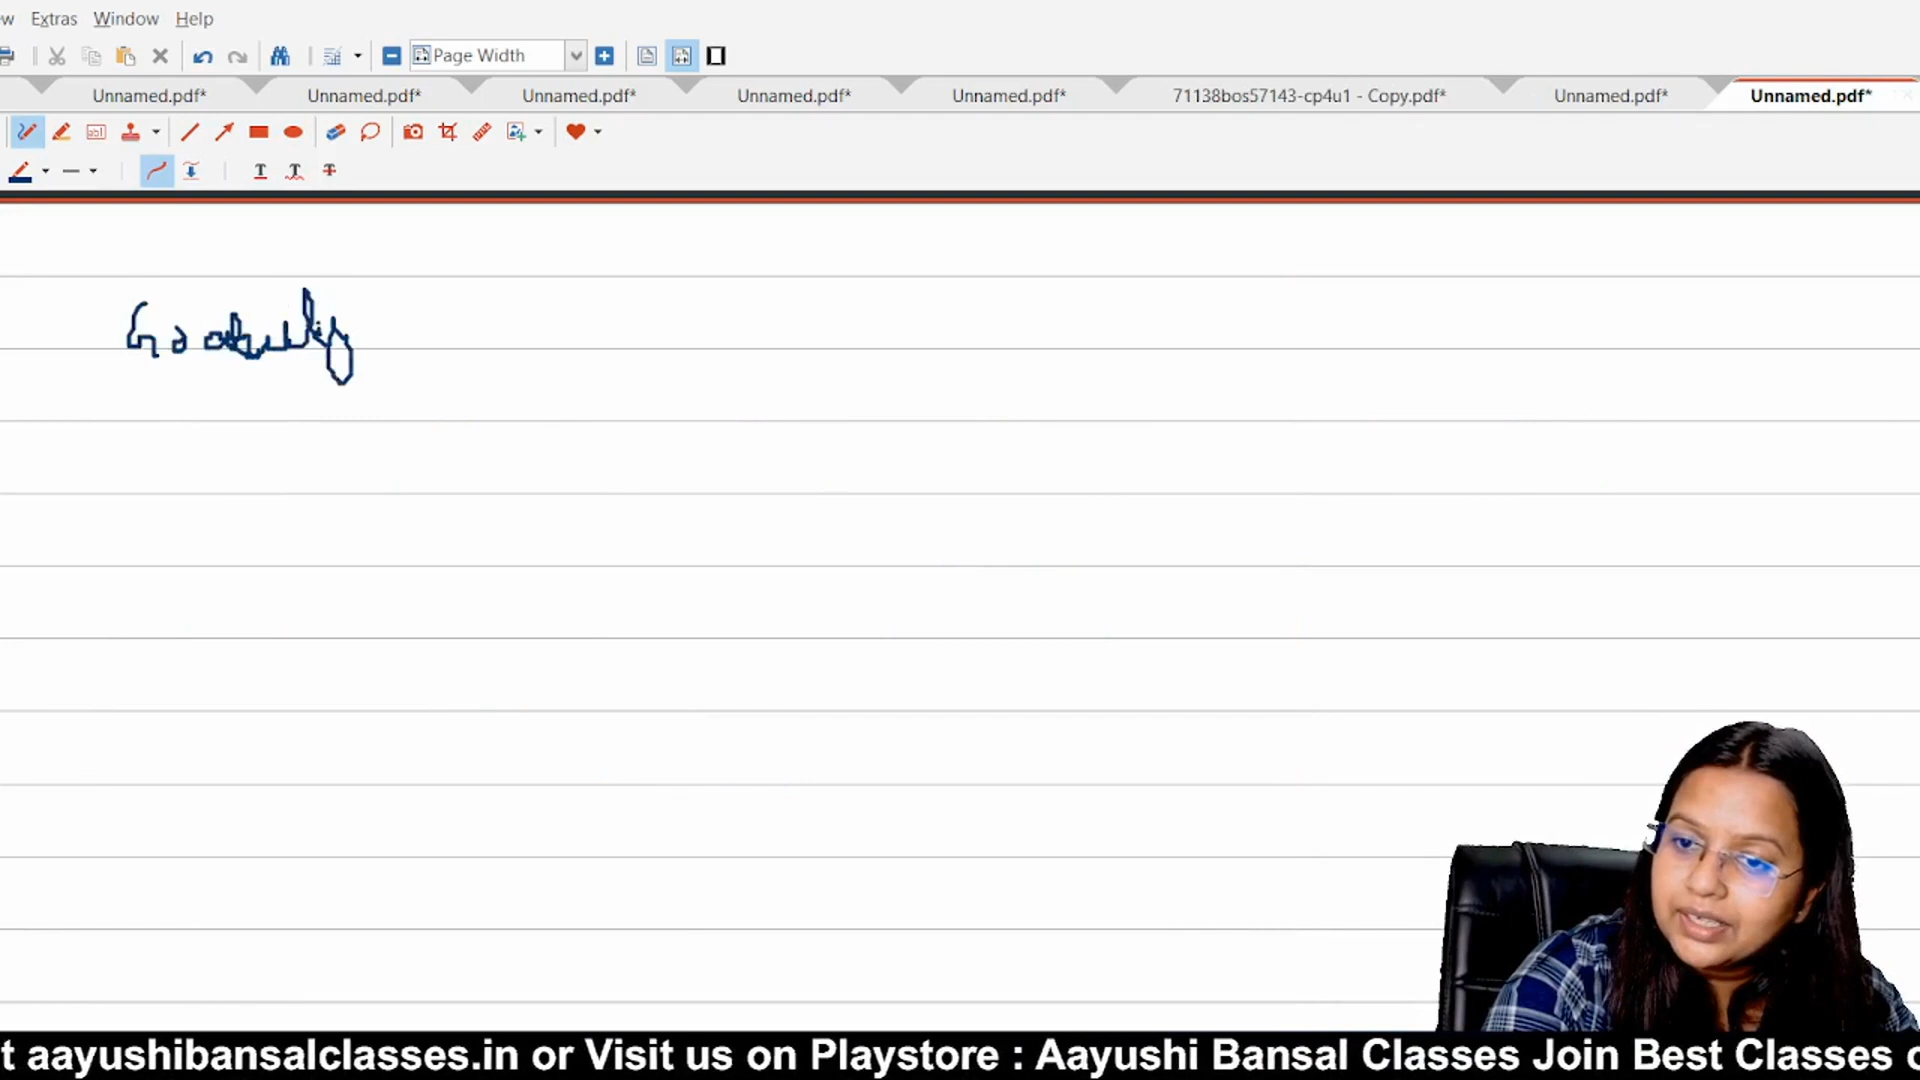 Extras Window Help
Page Width
Unnamed.pdf* Unnamed.pdf* Unnamed.pdf* Unnamed.pdf* Unnamed.pdf* 71138bos57143-cp4u1 - Copy.pdf* Unnamed.pdf* Unnamed.pdf*
t aayushibansalclasses.in or Visit us on Playstore : Aayushi Bansal Classes Join Best Classes